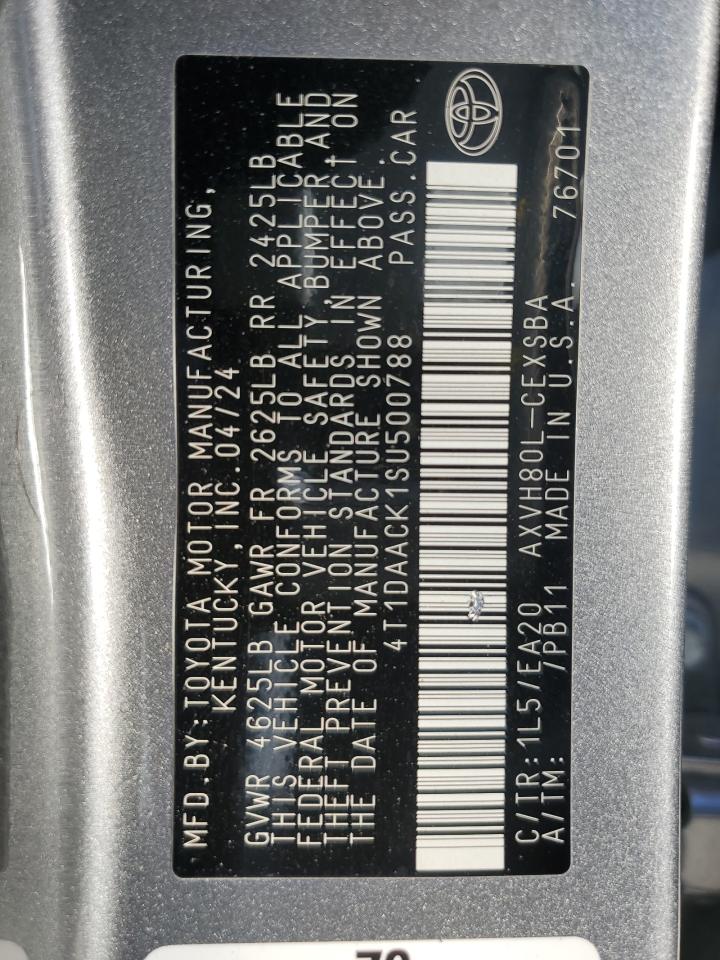 MFD.BY:TOYOTA MOTOR MANUFACTURING,
KENTUCKY, INC. 04/24
GVWR 4625LB GAWR FR 2625LB RR 2425LB
THIS VEHICLE CONFORMS TO ALL APPLICABLE
FEDERAL MOTOR VEHICLE SAFETY, BUMPER, AND
THEFT PREVENTION STANDARDS IN EFFECT ON
THE DATE OF MANUFACTURE SHOWN ABOVE.
4T1DAACK1SU500788 PASS.CAR
C/TR:1L5/EA20 AXVH80L-CEXSBA
A/TM: /PB11 MADE IN U.S.A. 76701